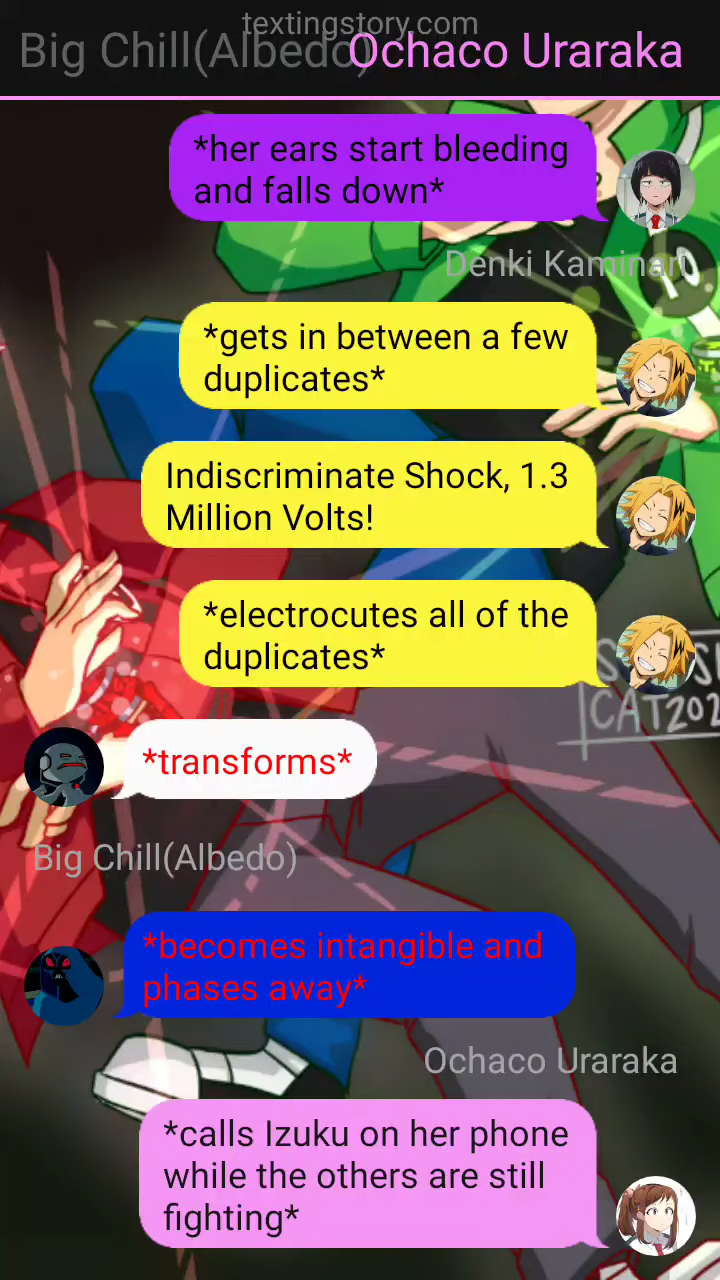 textingstory.com
Big Chill(Albedo)
Ochaco Uraraka
*her ears start bleeding
and falls down*
Denki Kaminari
10
*gets in between a few
duplicates*
Indiscriminate Shock, 1.3
Million Volts!
*electrocutes all of the
duplicates*
CAT202
*transforms*
Big Chill(Albedo)
*becomes intangible and
phases away*
Ochaco Uraraka
*calls Izuku on her phone
while the others are still
fighting*